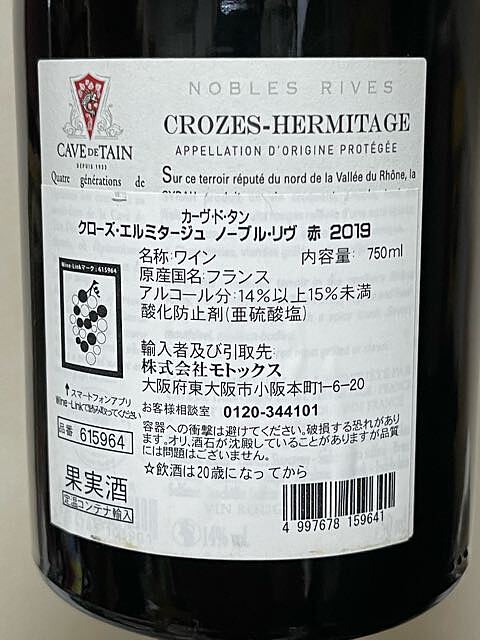 NOBLES RIVES
CROZES-HERMITAGE
APPELLATION D'ORIGINE PROTÉGÉE
CAVE DE TAIN
DEPUIS 1933
Quatre générations de
Sur ce terroir réputé du nord de la Vallée du Rhône, la
カーヴ・ド・タン
クローズ・エルミタージュ ノーブル・リヴ 赤 2019
名称:ワイン 内容量: 750ml
原産国名:フランス
アルコール分:14%以上15%未満
酸化防止剤(亜硫酸塩)
Wine-Linkマーク:615964
輸入者及び引取先:
株式会社モトックス
大阪府東大阪市小阪本町1-6-20
↑スマートフォンアプリ
Wine-Linkで読み取ってください
お客様相談室 0120-344101
品番 615964
容器への衝撃は避けてください。破損する恐れがあり
ます。オリ、酒石が沈殿していることがありますが品質
には問題はございません。
☆飲酒は20歳になってから
果実酒
定温コンテナ輸入
4 997678 159641